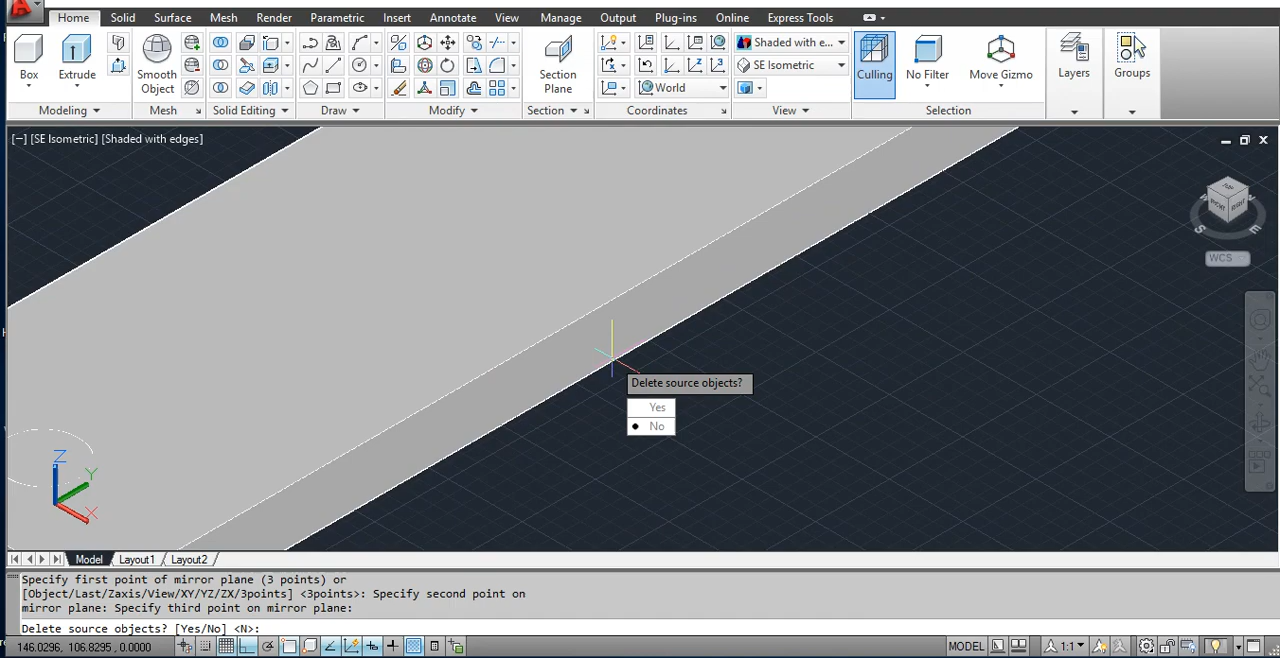 Home Solid Surface Mesh Render Parametric Insert Annotate View Manage Output Plug-ins Online Express Tools
Box
Extrude
Smooth
Object
Section
Plane
World
Shaded with e...
SE Isometric
Culling
No Filter
Move Gizmo
Layers
Groups
Modeling
Mesh
Solid Editing
Draw
Modify
Section
Coordinates
View
Selection
[−] [SE Isometric] [Shaded with edges]
TOP
FRONT
RIGHT
S
E
WCS
Delete source objects?
Yes
No
Z
Y
X
Model Layout1 Layout2
Specify first point of mirror plane (3 points) or
[Object/Last/Zaxis/View/XY/YZ/ZX/3points] <3points>: Specify second point on
mirror plane: Specify third point on mirror plane:
Delete source objects? [Yes/No] <N>:
146.0296, 106.8295, 0.0000
MODEL
1:1